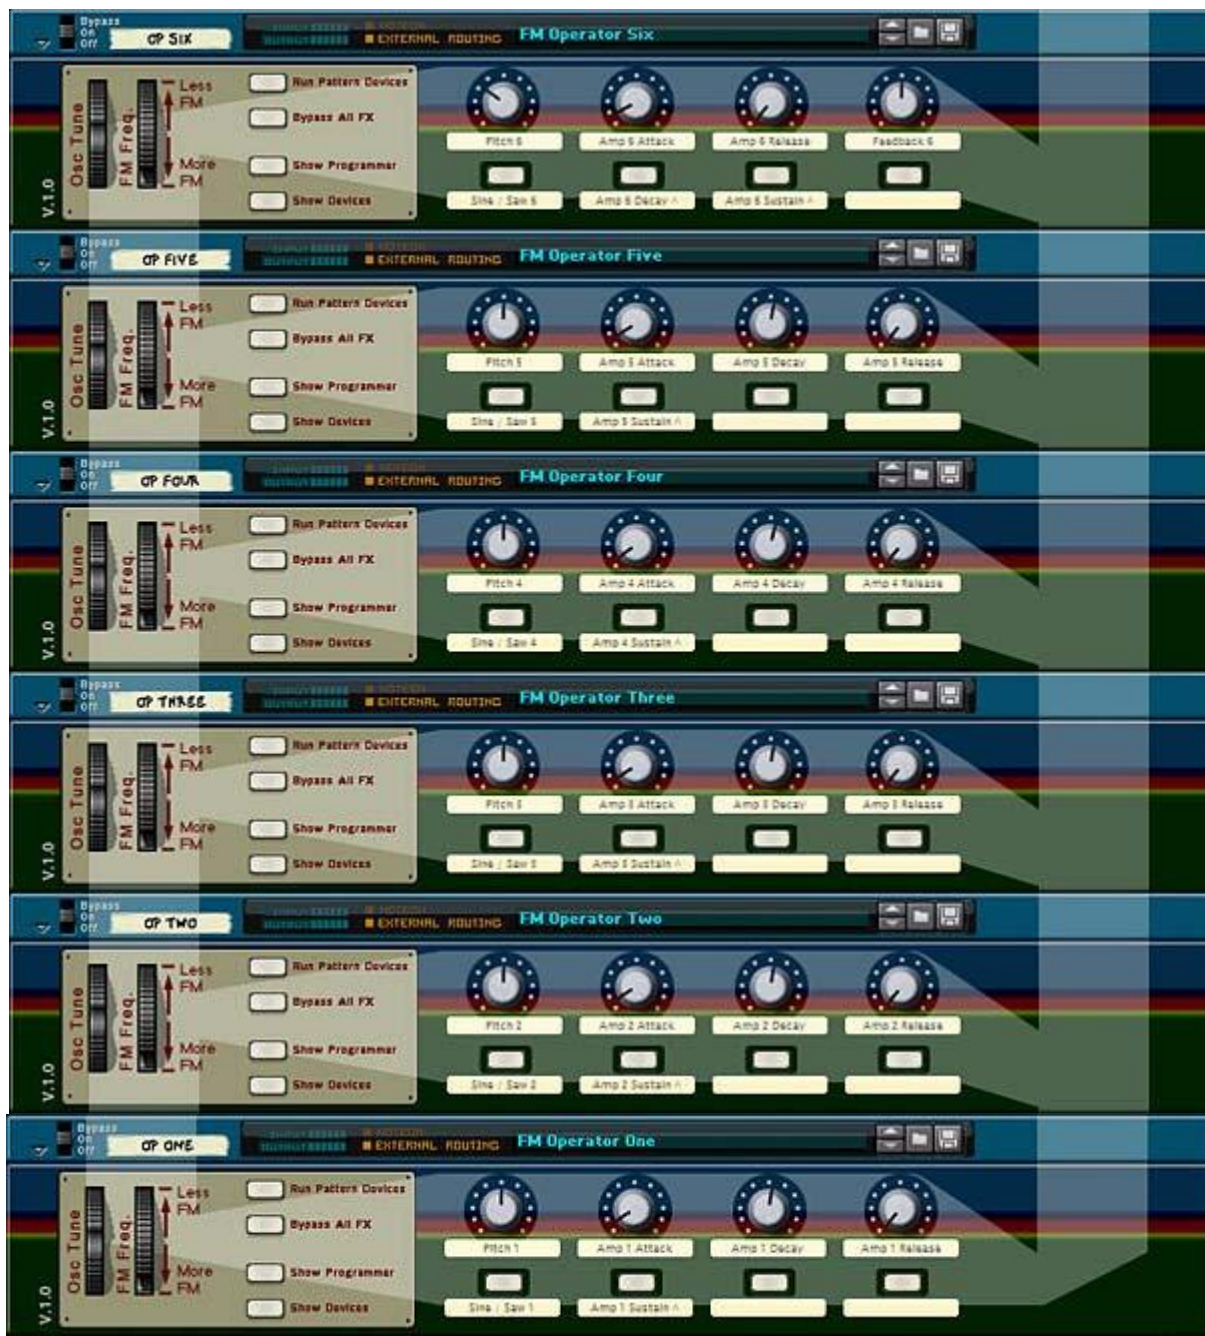 Bypass
On
Off
OP SIX
EXTERNAL ROUTING
FM Operator Six
Osc Tune
FM Freq.
Less
FM
More
FM
Run Pattern Devices
Bypass All FX
Show Programmer
Show Devices
V.1.0
Pitch 6
Amp 6 Attack
Amp 6 Release
Feedback 6
Sine / Saw 6
Amp 6 Decay ^
Amp 6 Sustain ^
Bypass
On
Off
OP FIVE
EXTERNAL ROUTING
FM Operator Five
Osc Tune
FM Freq.
Less
FM
More
FM
Run Pattern Devices
Bypass All FX
Show Programmer
Show Devices
V.1.0
Pitch 5
Amp 5 Attack
Amp 5 Decay
Amp 5 Release
Sine / Saw 5
Amp 5 Sustain ^
Bypass
On
Off
OP FOUR
EXTERNAL ROUTING
FM Operator Four
Osc Tune
FM Freq.
Less
FM
More
FM
Run Pattern Devices
Bypass All FX
Show Programmer
Show Devices
V.1.0
Pitch 4
Amp 4 Attack
Amp 4 Decay
Amp 4 Release
Sine / Saw 4
Amp 4 Sustain ^
Bypass
On
Off
OP THREE
EXTERNAL ROUTING
FM Operator Three
Osc Tune
FM Freq.
Less
FM
More
FM
Run Pattern Devices
Bypass All FX
Show Programmer
Show Devices
V.1.0
Pitch 3
Amp 3 Attack
Amp 3 Decay
Amp 3 Release
Sine / Saw 3
Amp 3 Sustain ^
Bypass
On
Off
OP TWO
EXTERNAL ROUTING
FM Operator Two
Osc Tune
FM Freq.
Less
FM
More
FM
Run Pattern Devices
Bypass All FX
Show Programmer
Show Devices
V.1.0
Pitch 2
Amp 2 Attack
Amp 2 Decay
Amp 2 Release
Sine / Saw 2
Amp 2 Sustain ^
Bypass
On
Off
OP ONE
EXTERNAL ROUTING
FM Operator One
Osc Tune
FM Freq.
Less
FM
More
FM
Run Pattern Devices
Bypass All FX
Show Programmer
Show Devices
V.1.0
Pitch 1
Amp 1 Attack
Amp 1 Decay
Amp 1 Release
Sine / Saw 1
Amp 1 Sustain ^